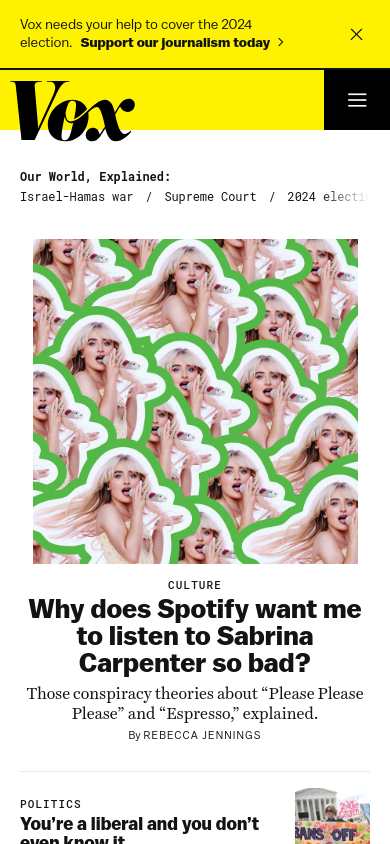 Vox needs your help to cover the 2024
election. Support our journalism today
Vox
Our World, Explained:
Israel-Hamas war / Supreme Court / 2024 electi
CULTURE
Why does Spotify want me
to listen to Sabrina
Carpenter so bad?
Those conspiracy theories about “Please Please
Please” and “Espresso,” explained.
By REBECCA JENNINGS
POLITICS
You’re a liberal and you don’t
even know it
BANS OFF